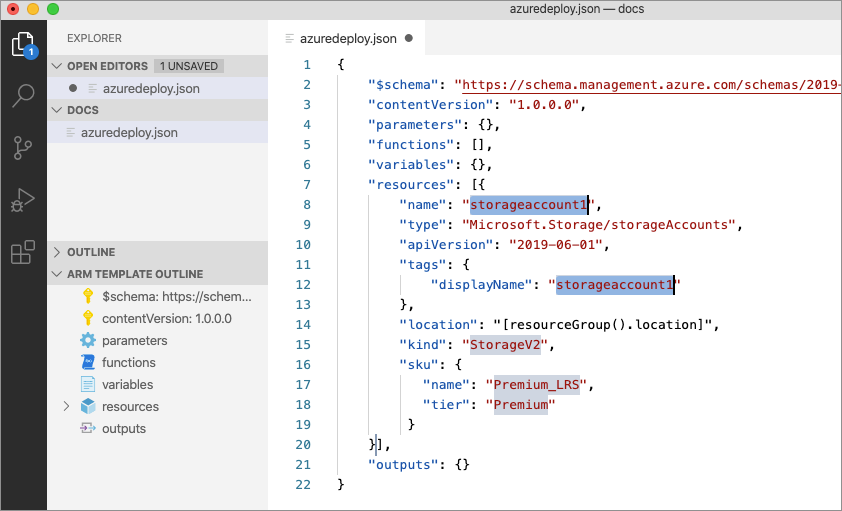 azuredeploy.json — docs
EXPLORER
OPEN EDITORS 1 UNSAVED
azuredeploy.json
DOCS
azuredeploy.json
OUTLINE
ARM TEMPLATE OUTLINE
$schema: https://schem...
contentVersion: 1.0.0.0
parameters
functions
variables
resources
outputs
1
azuredeploy.json
1 {
2 "$schema": "https://schema.management.azure.com/schemas/2019-
3 "contentVersion": "1.0.0.0",
4 "parameters": {},
5 "functions": [],
6 "variables": {},
7 "resources": [{
8 "name": "storageaccount1",
9 "type": "Microsoft.Storage/storageAccounts",
10 "apiVersion": "2019-06-01",
11 "tags": {
12 "displayName": "storageaccount1"
13 },
14 "location": "[resourceGroup().location]",
15 "kind": "StorageV2",
16 "sku": {
17 "name": "Premium_LRS",
18 "tier": "Premium"
19 }
20 }],
21 "outputs": {}
22 }